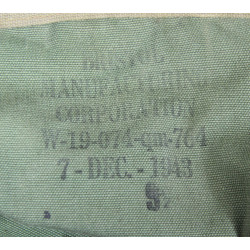 BRISTOL
MANUFACTURING
CORPORATION
W-19-074-qm-764
7-DEC.-1943